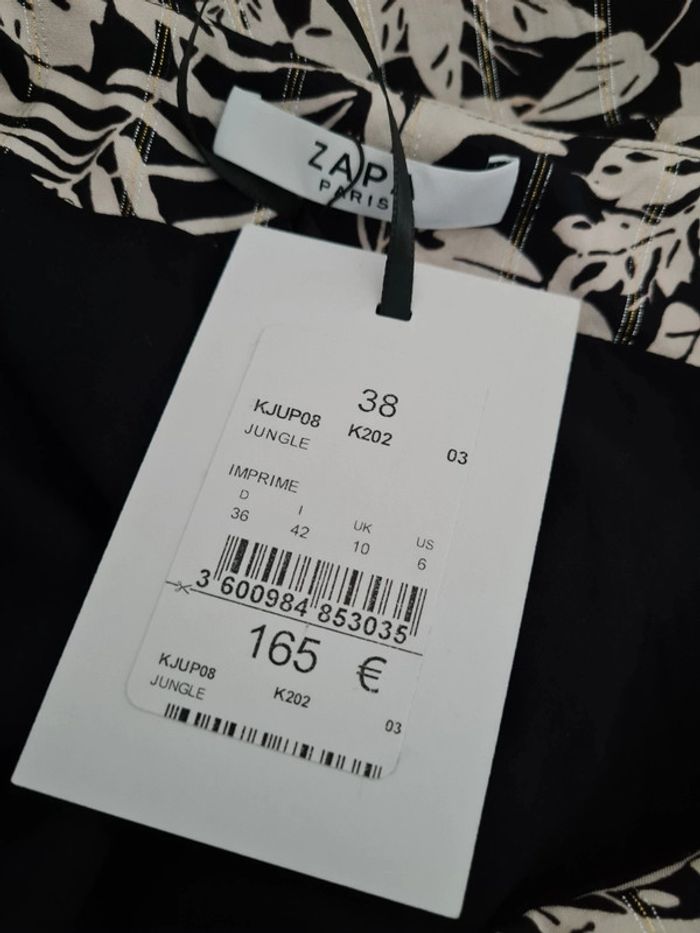 ZAPA
PARIS
38
KJUP08 K202 03
JUNGLE
IMPRIME
D I UK US
36 42 10 6
3 600984 853035
165 €
KJUP08 K202 03
JUNGLE